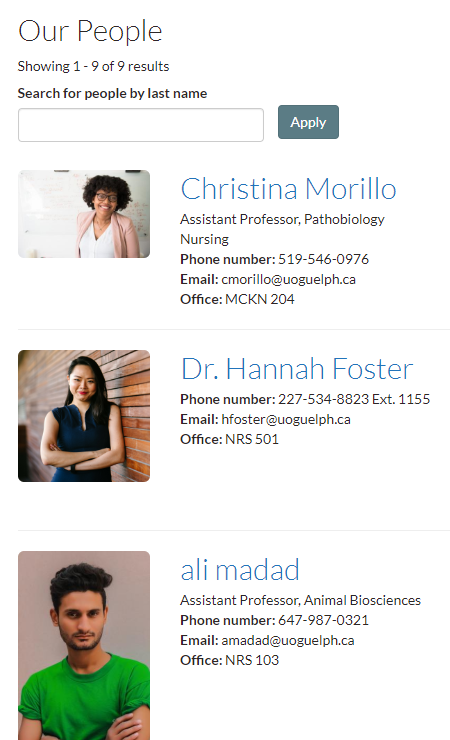 Our People
Showing 1 - 9 of 9 results
Search for people by last name
Apply
Christina Morillo
Assistant Professor, Pathobiology
Nursing
Phone number: 519-546-0976
Email: cmorillo@uoguelph.ca
Office: MCKN 204
Dr. Hannah Foster
Phone number: 227-534-8823 Ext. 1155
Email: hfoster@uoguelph.ca
Office: NRS 501
ali madad
Assistant Professor, Animal Biosciences
Phone number: 647-987-0321
Email: amadad@uoguelph.ca
Office: NRS 103